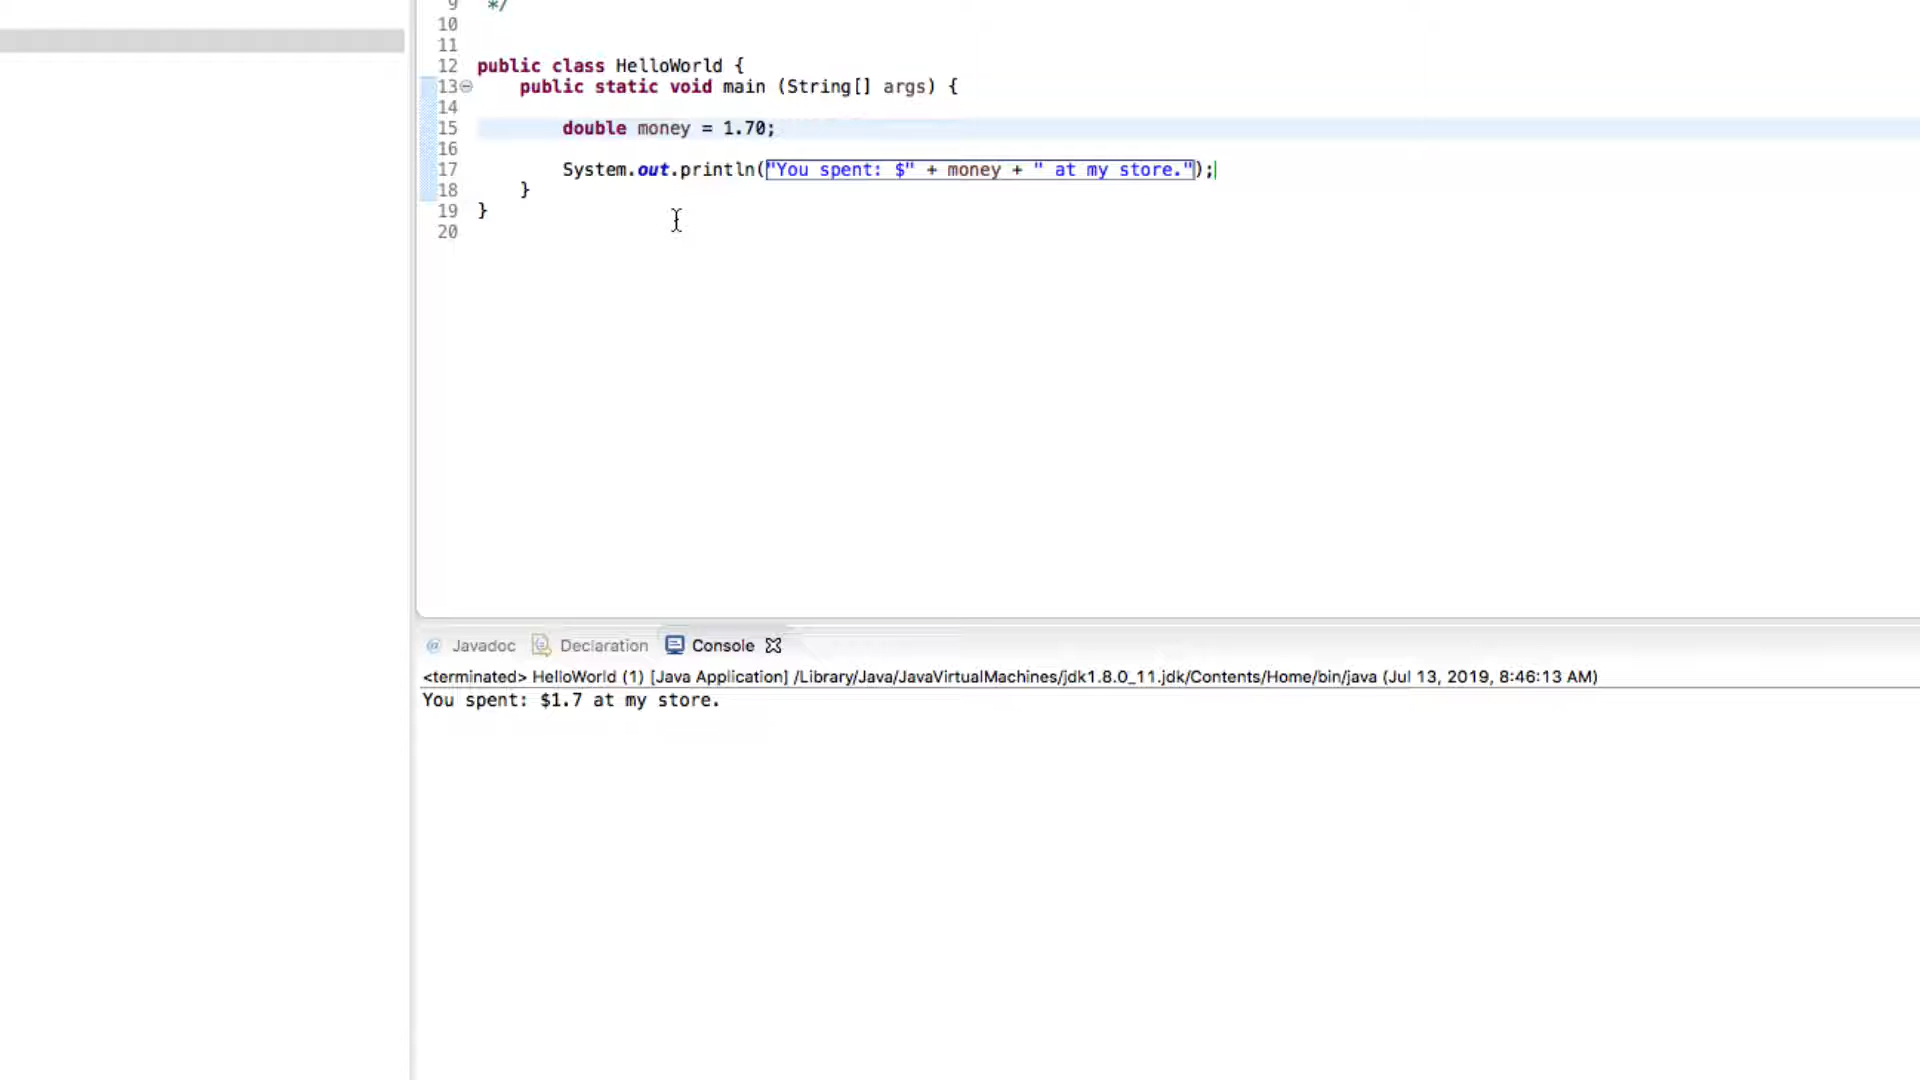 9 */
10
11
12 public class HelloWorld {
13 public static void main (String[] args) {
14
15 double money = 1.70;
16
17 System.out.println("You spent: $" + money + " at my store.");
18 }
19 }
20
@ Javadoc Declaration Console
<terminated> HelloWorld (1) [Java Application] /Library/Java/JavaVirtualMachines/jdk1.8.0_11.jdk/Contents/Home/bin/java (Jul 13, 2019, 8:46:13 AM)
You spent: $1.7 at my store.